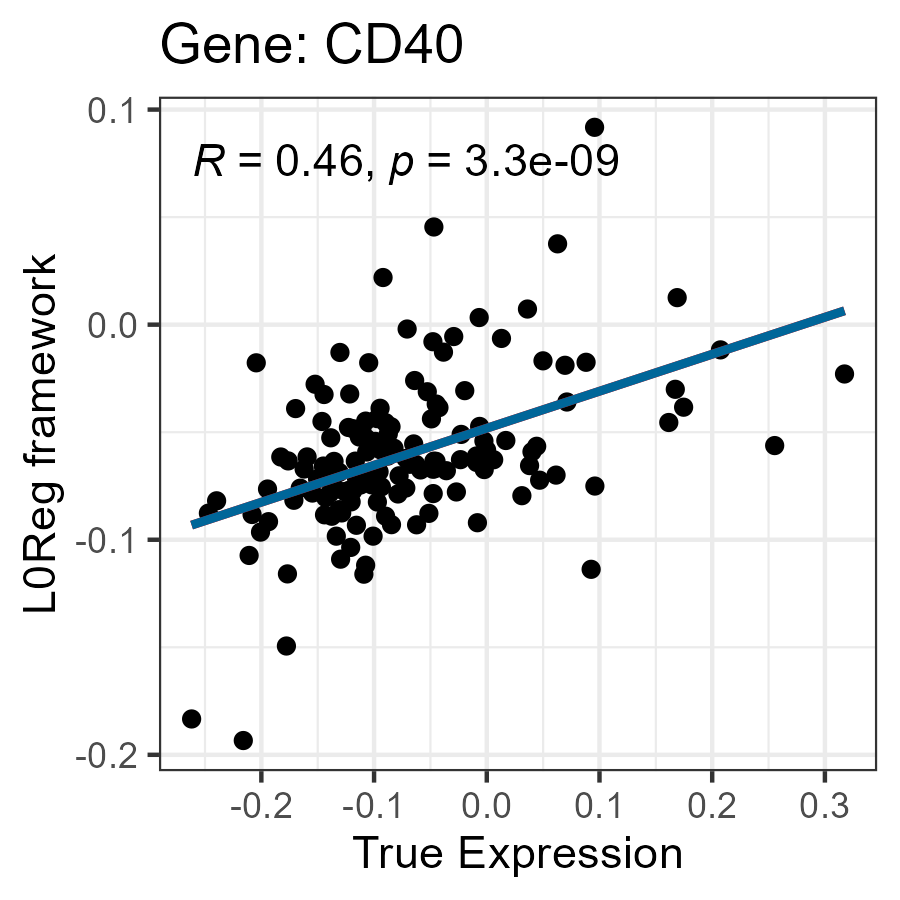 Gene: CD40
R = 0.46, p = 3.3e-09
0.1
0.0
-0.1
-0.2
L0Reg framework
-0.2 -0.1 0.0 0.1 0.2 0.3
True Expression